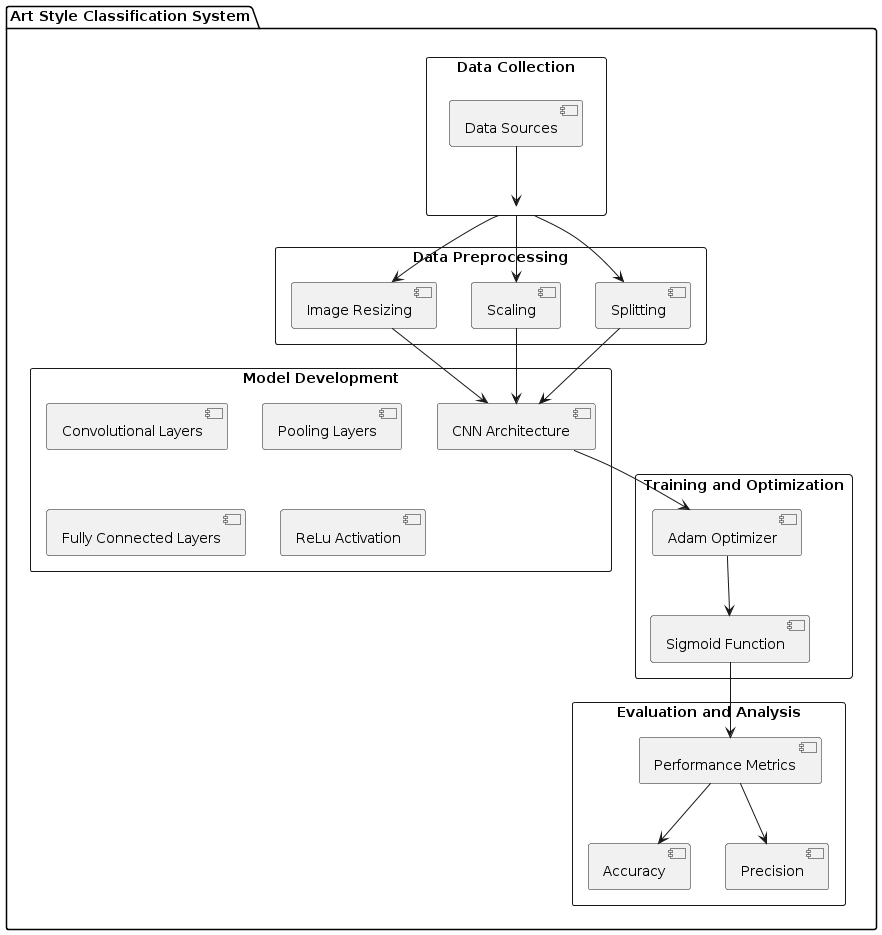 Art Style Classification System
Data Collection
Data Sources
Data Preprocessing
Image Resizing
Scaling
Splitting
Model Development
Convolutional Layers
Pooling Layers
CNN Architecture
Training and Optimization
Fully Connected Layers
ReLu Activation
Adam Optimizer
Sigmoid Function
Evaluation and Analysis
Performance Metrics
Accuracy
Precision